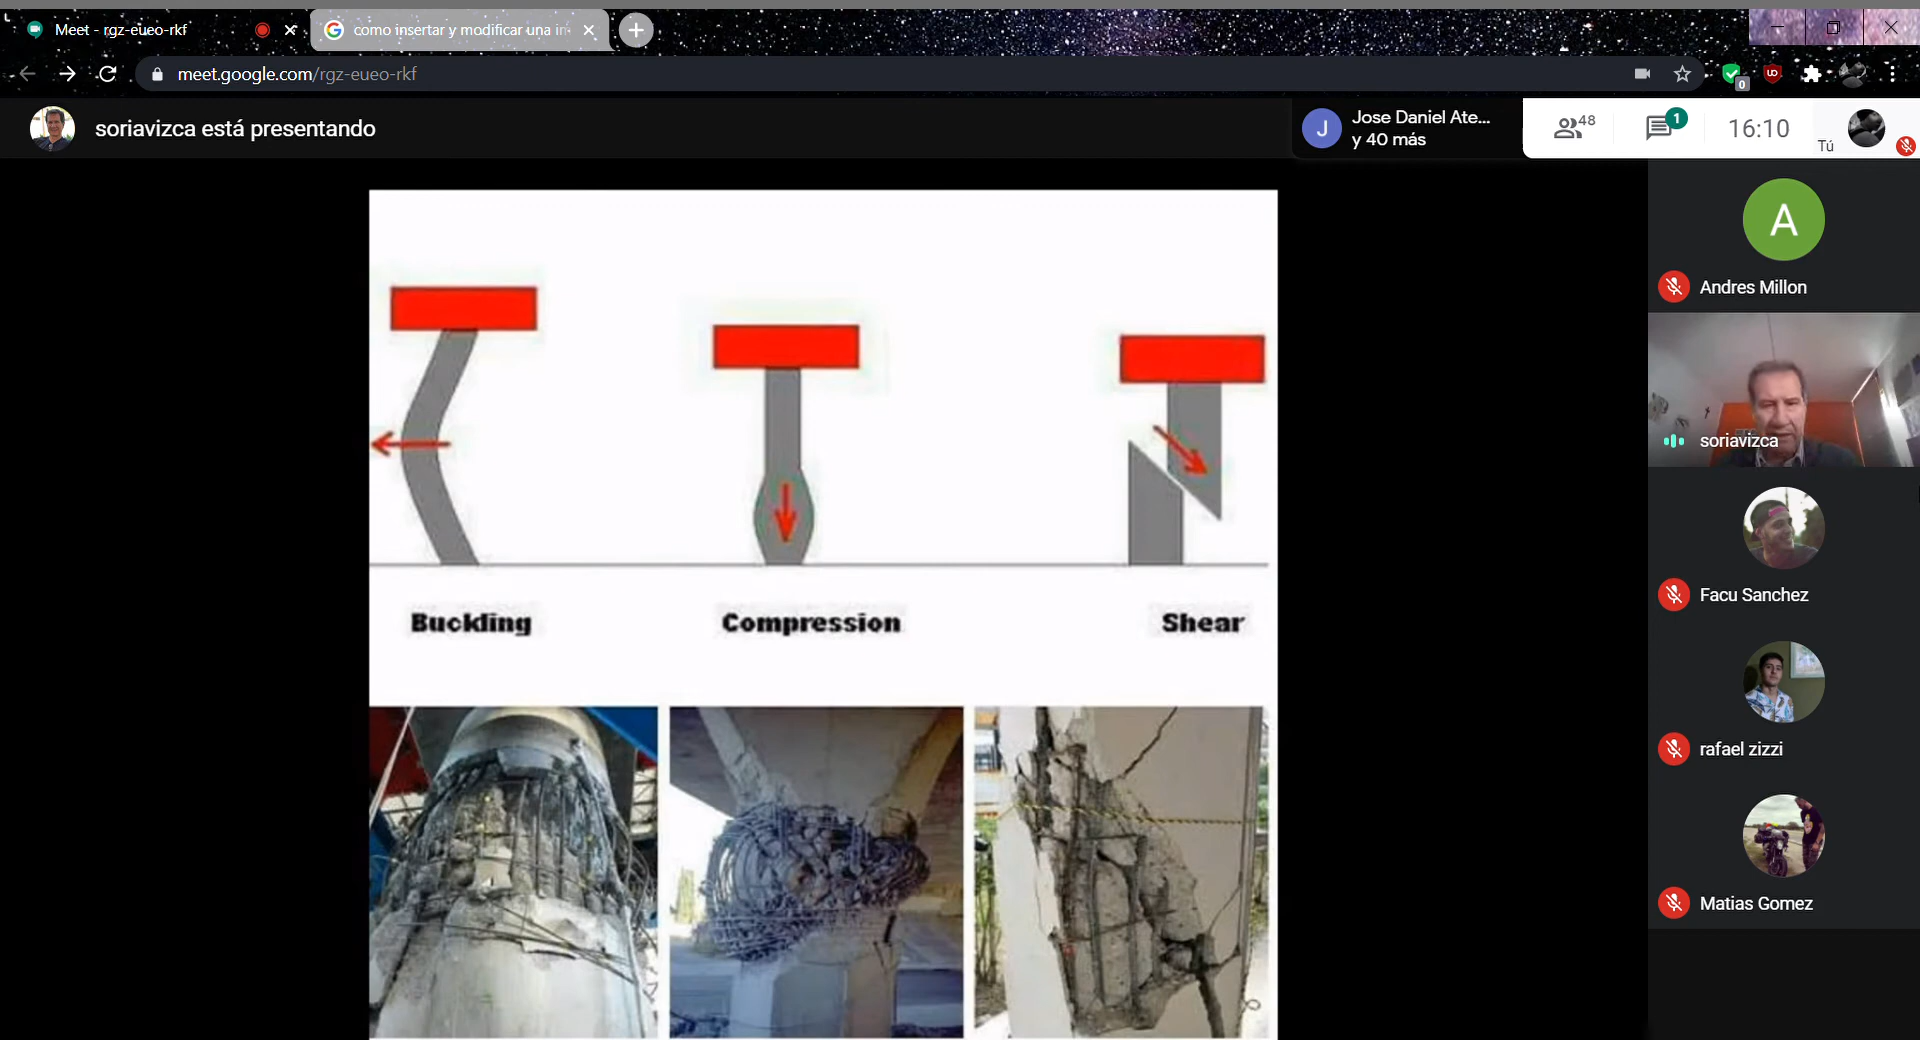 Meet - rgz-eueo-rkf
como insertar y modificar una in
meet.google.com/rgz-eueo-rkf
0
soriavizca está presentando
J
Jose Daniel Ate...
y 40 más
48
1
16:10
Tú
A
Andres Millon
soriavizca
Facu Sanchez
rafael zizzi
Matias Gomez
Buckling
Compression
Shear